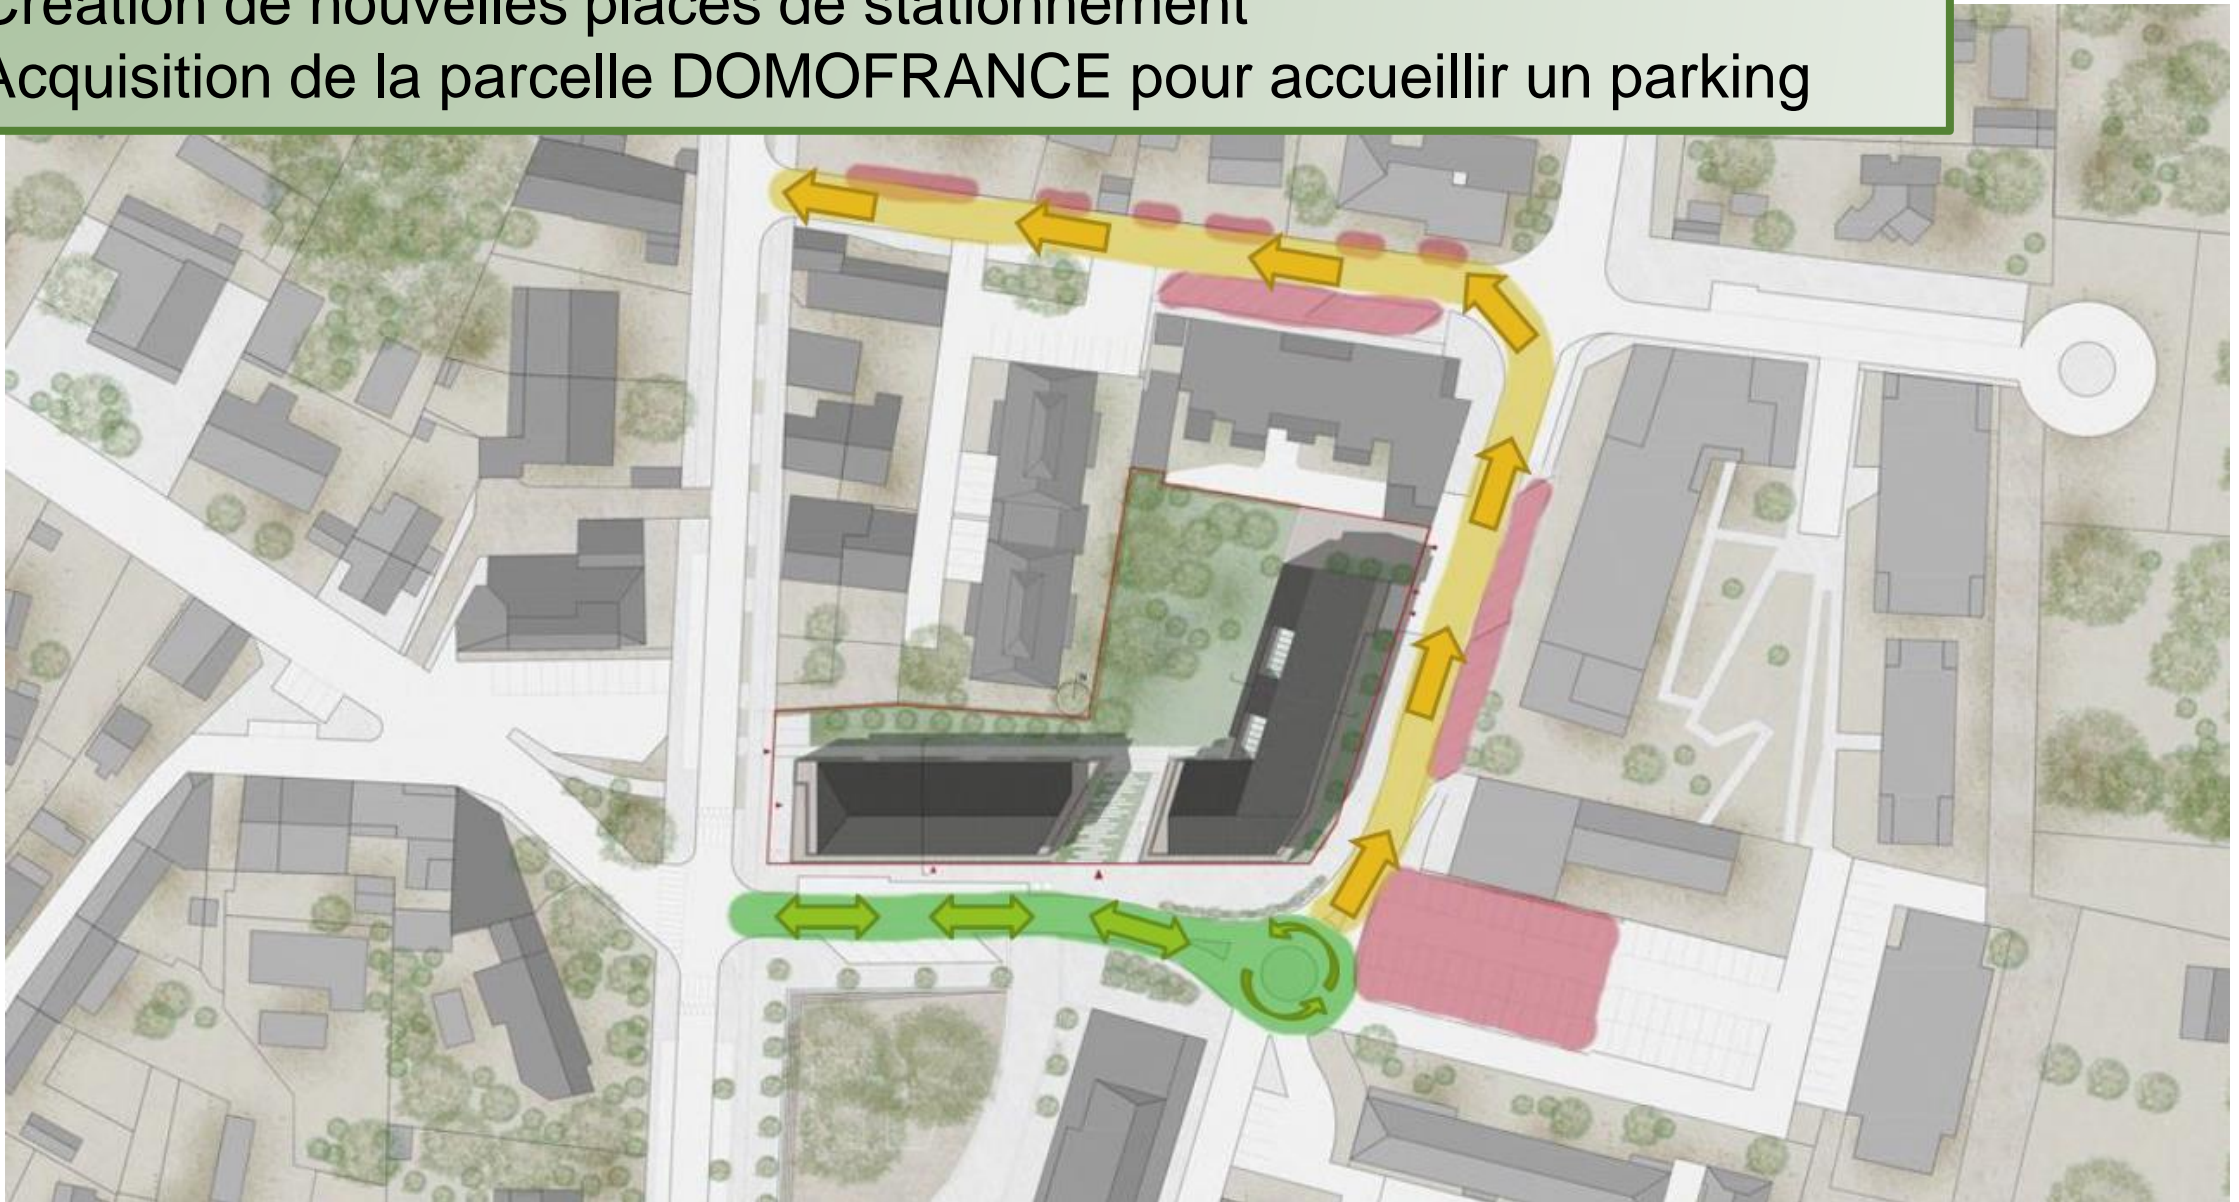 Création de nouvelles places de stationnement
Acquisition de la parcelle DOMOFRANCE pour accueillir un parking